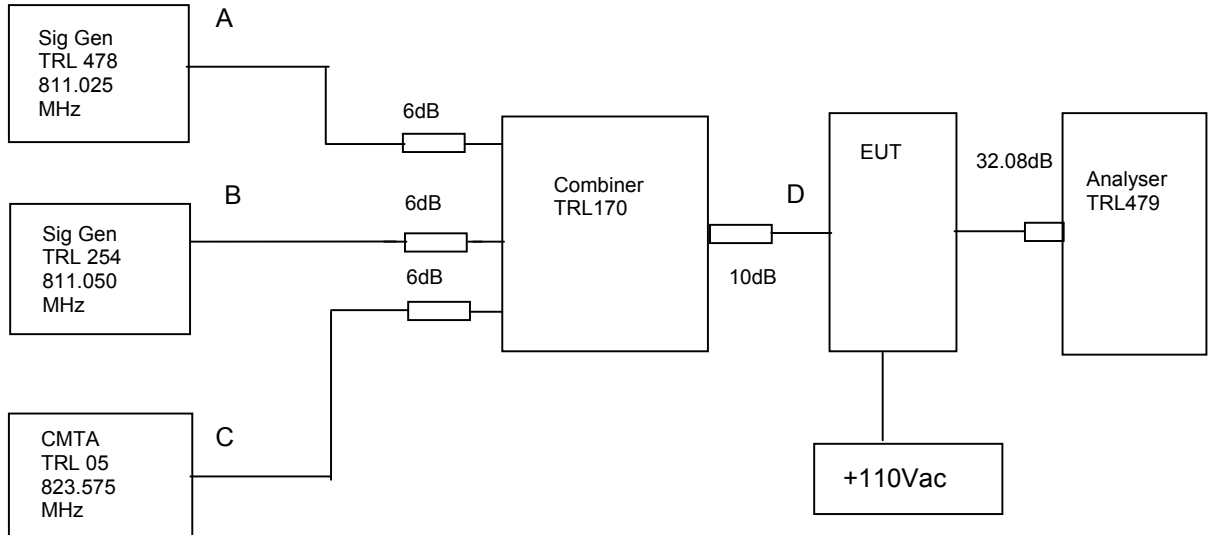 A
Sig Gen
TRL 478
811.025
MHz
6dB
B
Sig Gen
TRL 254
811.050
MHz
6dB
6dB
C
CMTA
TRL 05
823.575
MHz
Combiner
TRL170
10dB
D
EUT
+110Vac
32.08dB
Analyser
TRL479